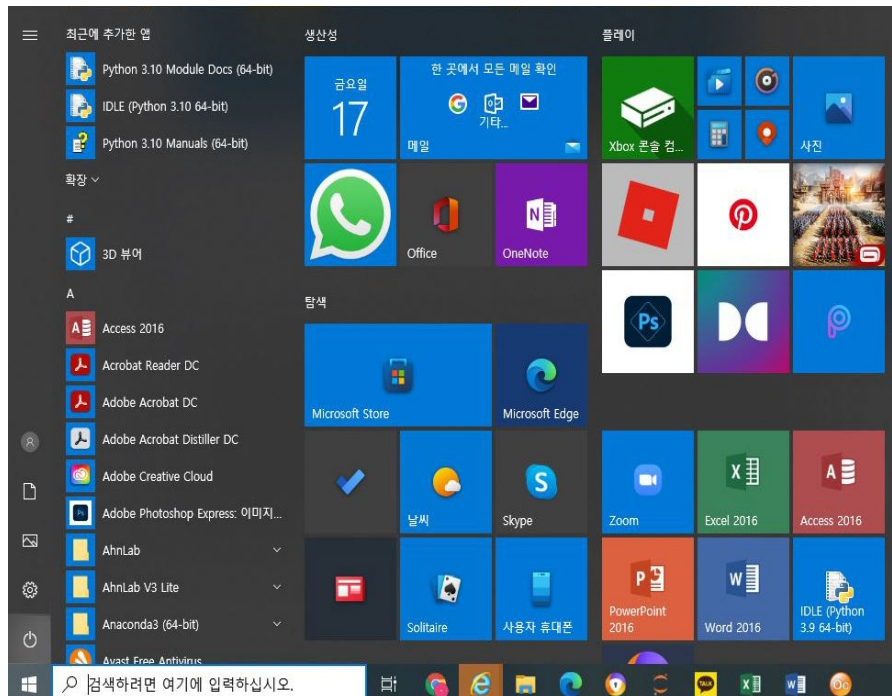 최근에 추가한 앱
Python 3.10 Module Docs (64-bit)
IDLE (Python 3.10 64-bit)
Python 3.10 Manuals (64-bit)
확장
#
3D 뷰어
A
Access 2016
Acrobat Reader DC
Adobe Acrobat DC
Adobe Acrobat Distiller DC
Adobe Creative Cloud
Adobe Photoshop Express: 이미지...
AhnLab
AhnLab V3 Lite
Anaconda3 (64-bit)
Avast Free Antivirus
생산성
금요일
17
한 곳에서 모든 메일 확인
기타...
메일
Office
OneNote
탐색
Microsoft Store
Microsoft Edge
날씨
Skype
Solitaire
사용자 휴대폰
플레이
Xbox 콘솔 컴...
사진
Ps
Zoom
Excel 2016
Access 2016
PowerPoint
2016
Word 2016
IDLE (Python
3.9 64-bit)
검색하려면 여기에 입력하십시오.
TALK